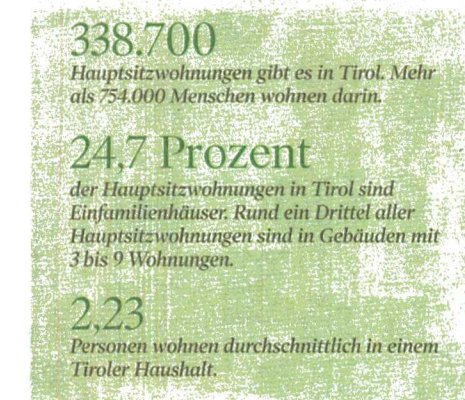 338.700
Hauptsitzwohnungen gibt es in Tirol. Mehr
als 754.000 Menschen wohnen darin.
24,7 Prozent
der Hauptsitzwohnungen in Tirol sind
Einfamilienhäuser. Rund ein Drittel aller
Hauptsitzwohnungen sind in Gebäuden mit
3 bis 9 Wohnungen.
2,23
Personen wohnen durchschnittlich in einem
Tiroler Haushalt.